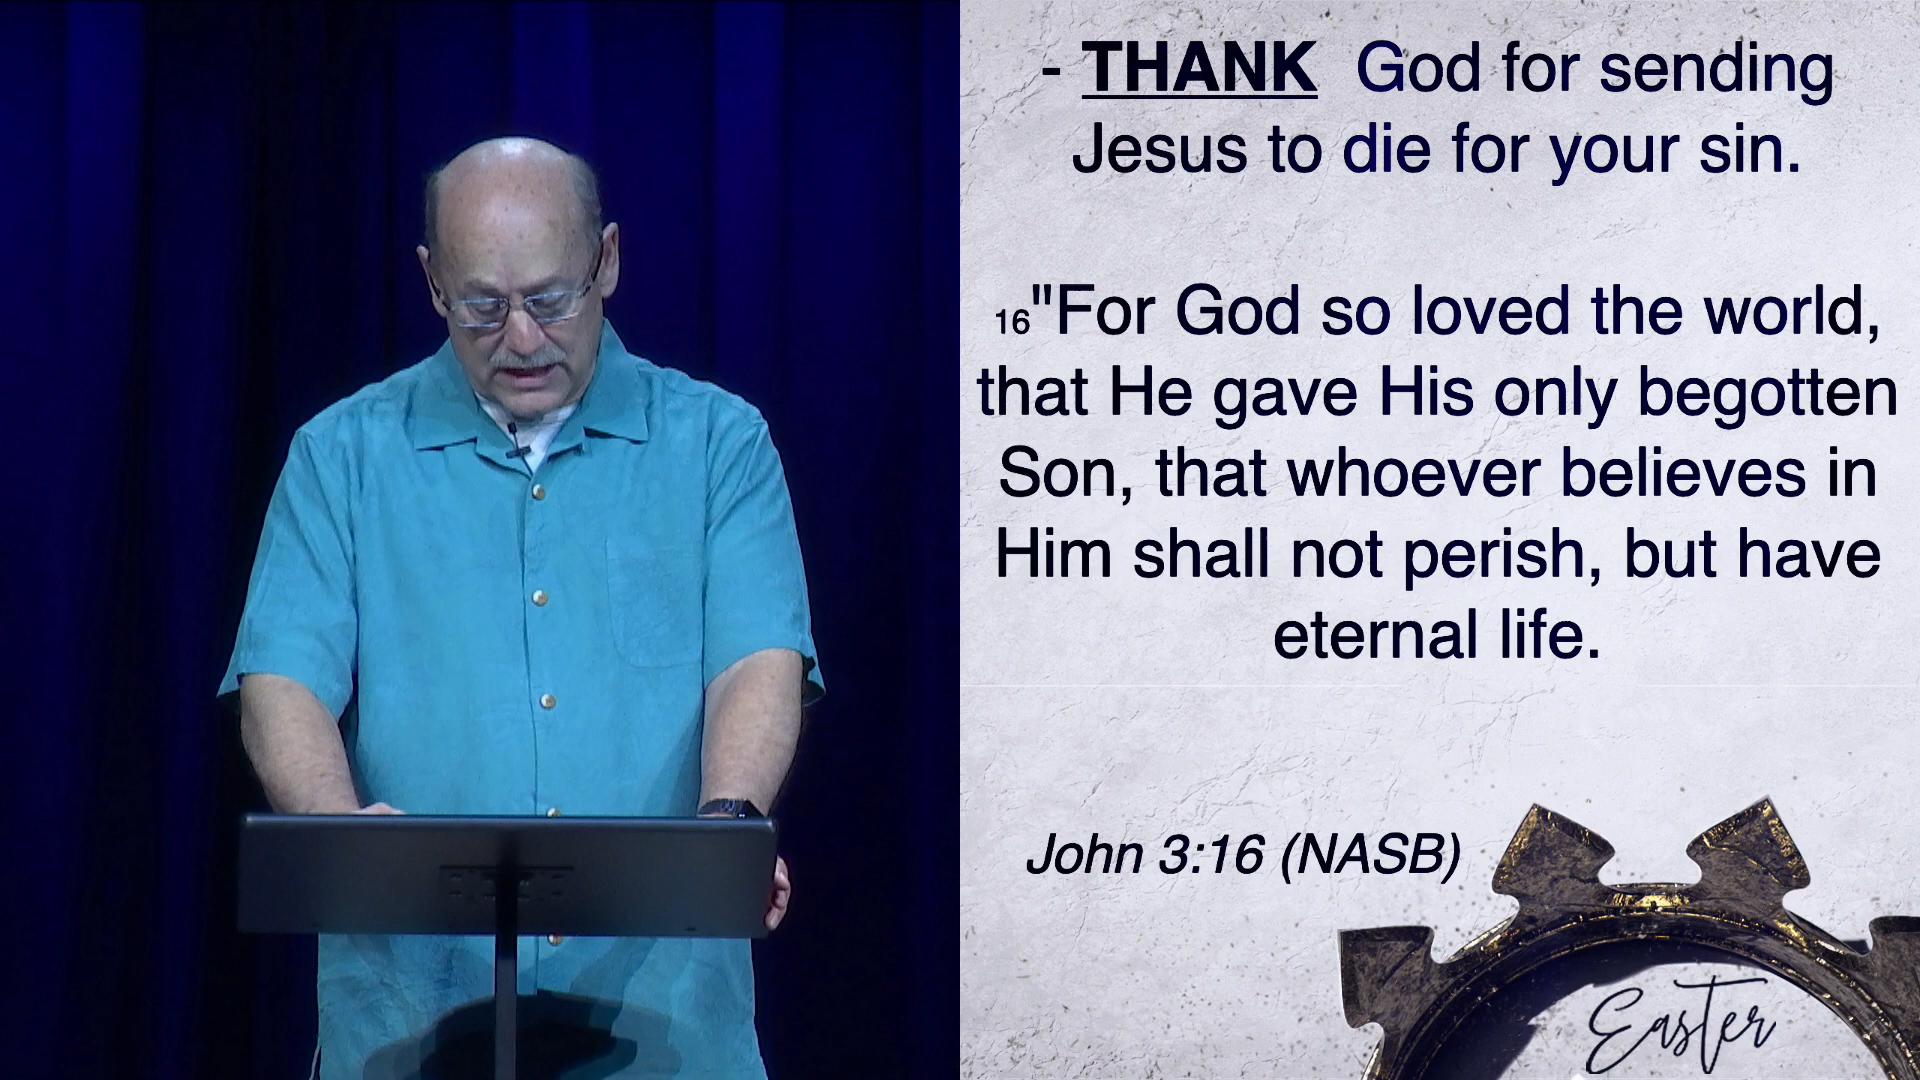 - THANK God for sending
Jesus to die for your sin.
16"For God so loved the world,
that He gave His only begotten
Son, that whoever believes in
Him shall not perish, but have
eternal life.
John 3:16 (NASB)
Easter